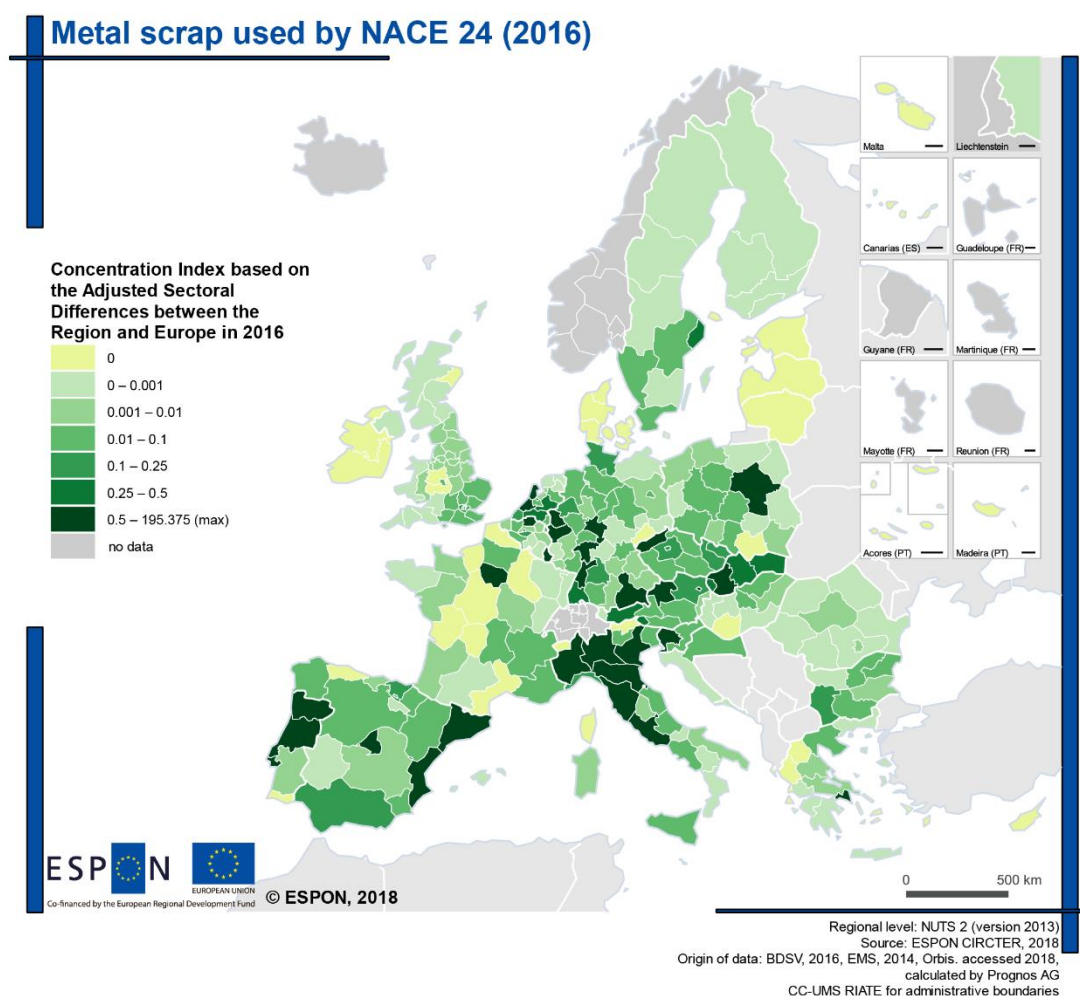 Metal scrap used by NACE 24 (2016)
Malta
Liechtenstein
Canarias (ES)
Guadeloupe (FR)
Guyane (FR)
Martinique (FR)
Mayotte (FR)
Reunion (FR)
Acores (PT)
Madeira (PT)
Concentration Index based on
the Adjusted Sectoral
Differences between the
Region and Europe in 2016
0
0 – 0.001
0.001 – 0.01
0.01 – 0.1
0.1 – 0.25
0.25 – 0.5
0.5 – 195.375 (max)
no data
ESPON
EUROPEAN UNION
Co-financed by the European Regional Development Fund
© ESPON, 2018
0 500 km
Regional level: NUTS 2 (version 2013)
Source: ESPON CIRCTER, 2018
Origin of data: BDSV, 2016, EMS, 2014, Orbis. accessed 2018,
calculated by Prognos AG
CC-UMS RIATE for administrative boundaries